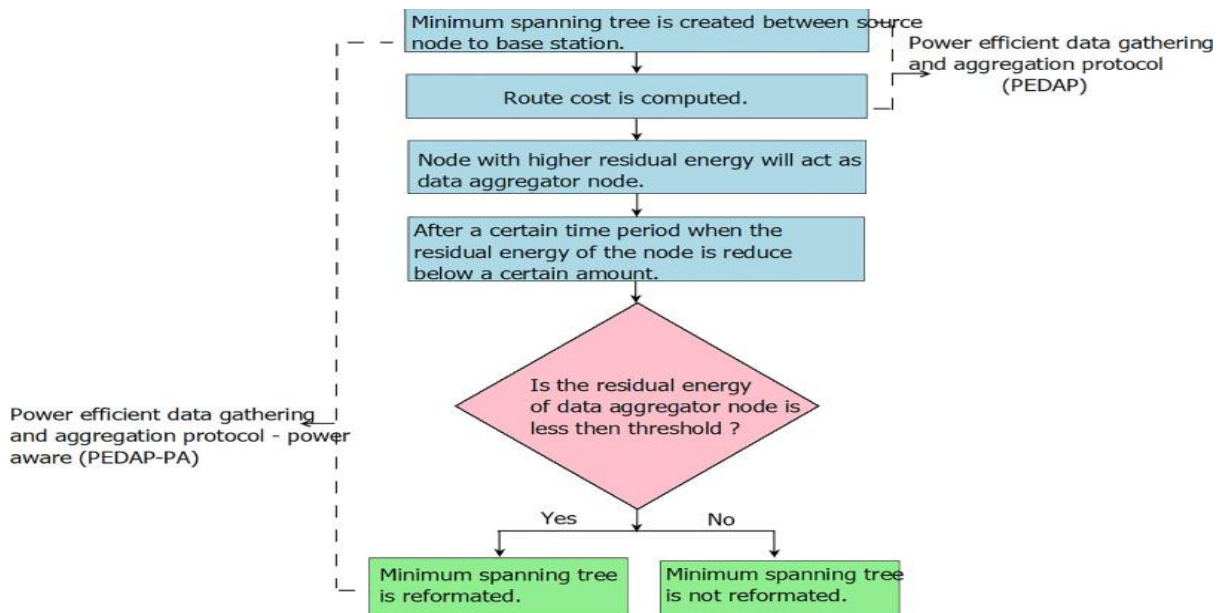 Minimum spanning tree is created between source
node to base station.
Power efficient data gathering
and aggregation protocol
(PEDAP)
Route cost is computed.
Node with higher residual energy will act as
data aggregator node.
After a certain time period when the
residual energy of the node is reduce
below a certain amount.
Is the residual energy
of data aggregator node is
less then threshold ?
Power efficient data gathering
and aggregation protocol - power
aware (PEDAP-PA)
Yes
No
Minimum spanning tree
is reformated.
Minimum spanning tree
is not reformated.